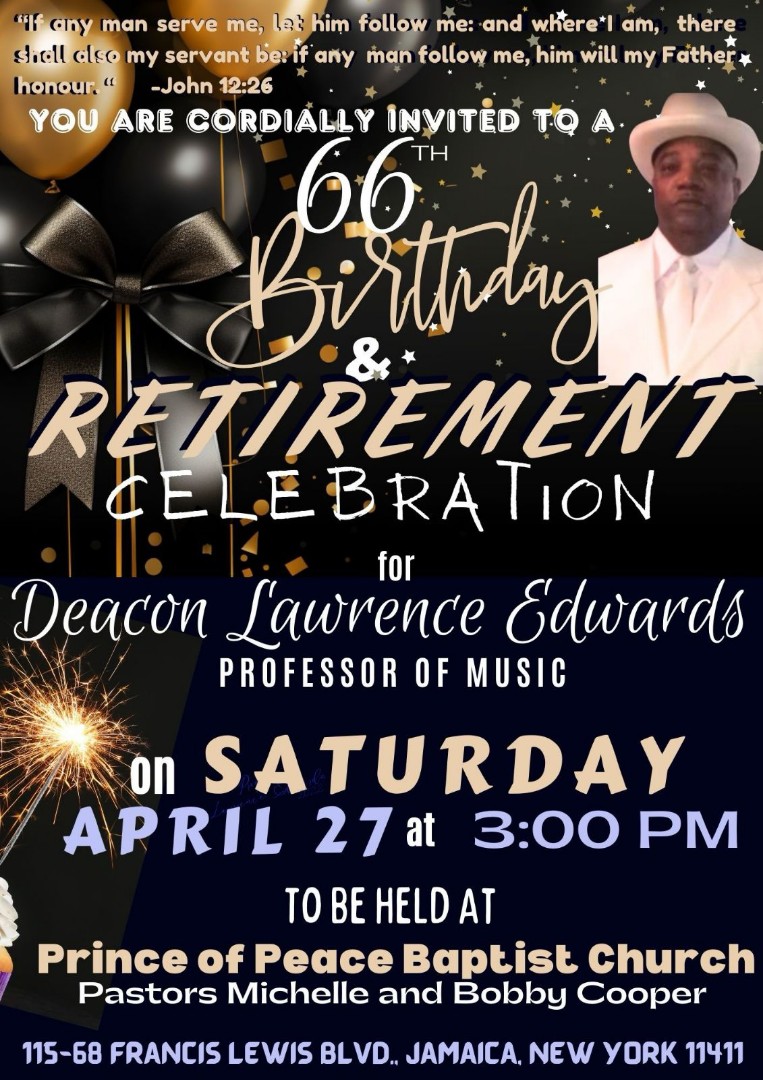 “If any man serve me, let him follow me: and where I am, there
shall also my servant be: if any man follow me, him will my Father
honour. “ -John 12:26
YOU ARE CORDIALLY INVITED TO A
66TH
Birthday
&
RETIREMENT
CELEBRATION
for
Deacon Lawrence Edwards
PROFESSOR OF MUSIC
on SATURDAY
APRIL 27 at 3:00 PM
TO BE HELD AT
Prince of Peace Baptist Church
Pastors Michelle and Bobby Cooper
115-68 FRANCIS LEWIS BLVD., JAMAICA, NEW YORK 11411